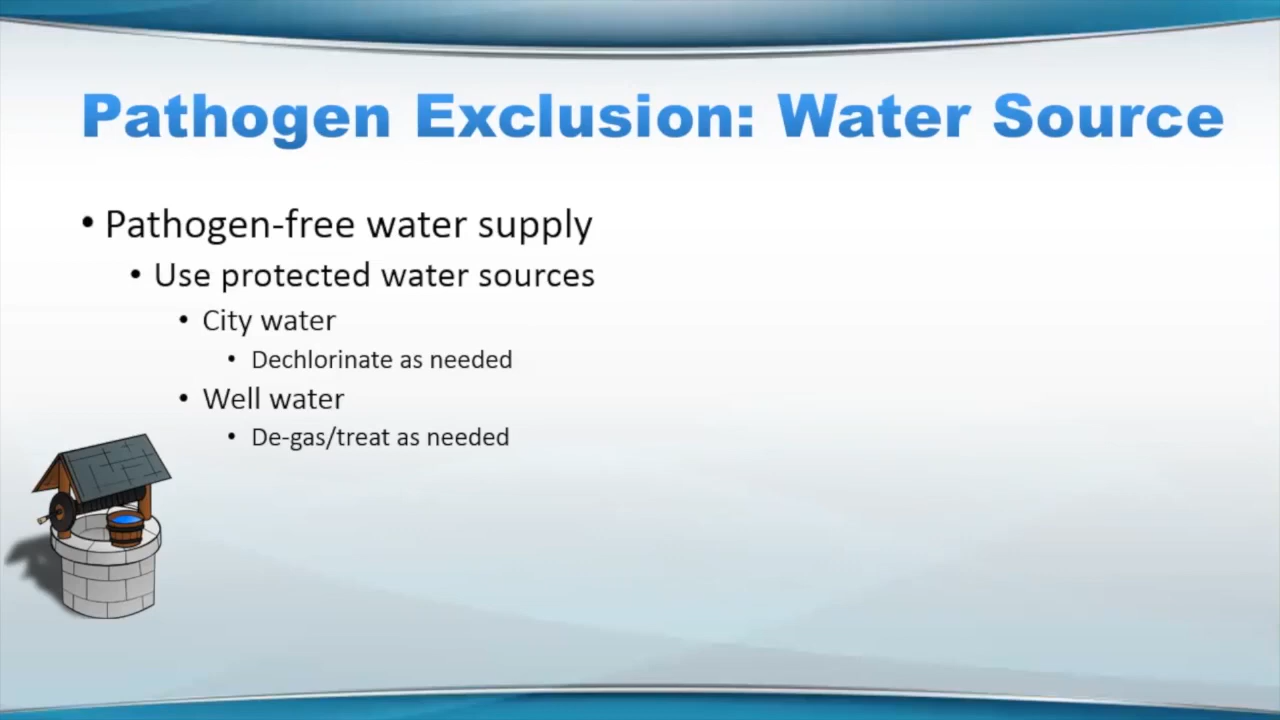 Pathogen Exclusion: Water Source
• Pathogen-free water supply
• Use protected water sources
• City water
• Dechlorinate as needed
• Well water
• De-gas/treat as needed